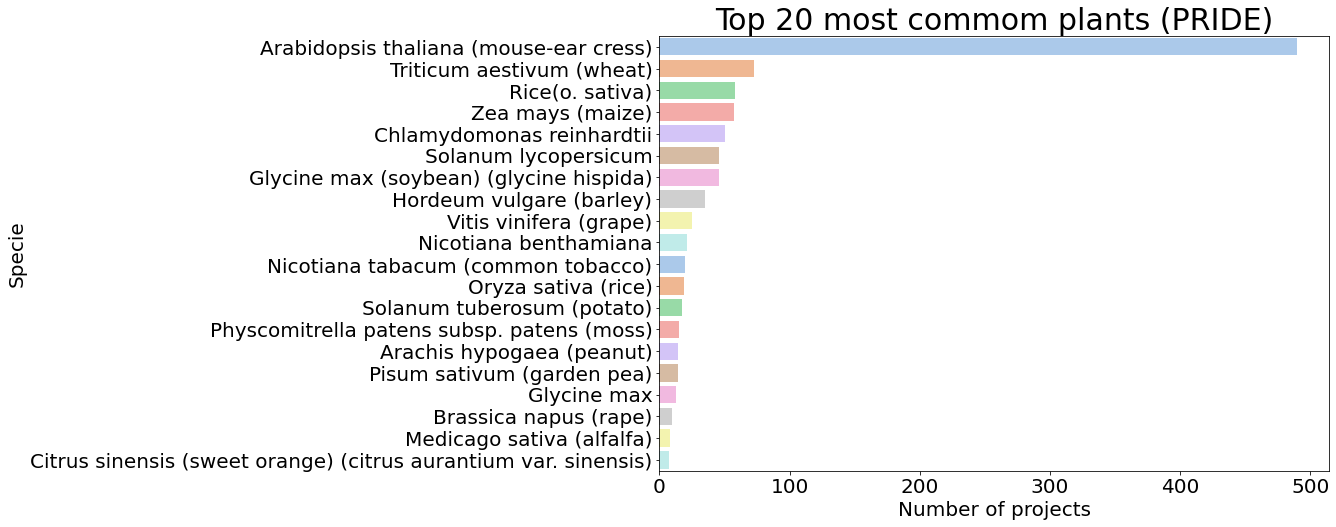 Top 20 most commom plants (PRIDE)
Specie
Arabidopsis thaliana (mouse-ear cress)
Triticum aestivum (wheat)
Rice(o. sativa)
Zea mays (maize)
Chlamydomonas reinhardtii
Solanum lycopersicum
Glycine max (soybean) (glycine hispida)
Hordeum vulgare (barley)
Vitis vinifera (grape)
Nicotiana benthamiana
Nicotiana tabacum (common tobacco)
Oryza sativa (rice)
Solanum tuberosum (potato)
Physcomitrella patens subsp. patens (moss)
Arachis hypogaea (peanut)
Pisum sativum (garden pea)
Glycine max
Brassica napus (rape)
Medicago sativa (alfalfa)
Citrus sinensis (sweet orange) (citrus aurantium var. sinensis)
0 100 200 300 400 500
Number of projects